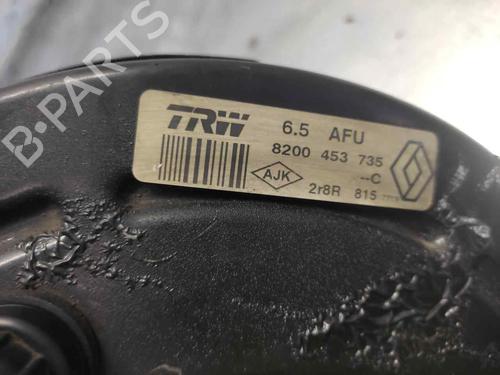 TRW
6.5 AFU
8200 453 735
--C
AJK
2r8R 815
B-PARTS